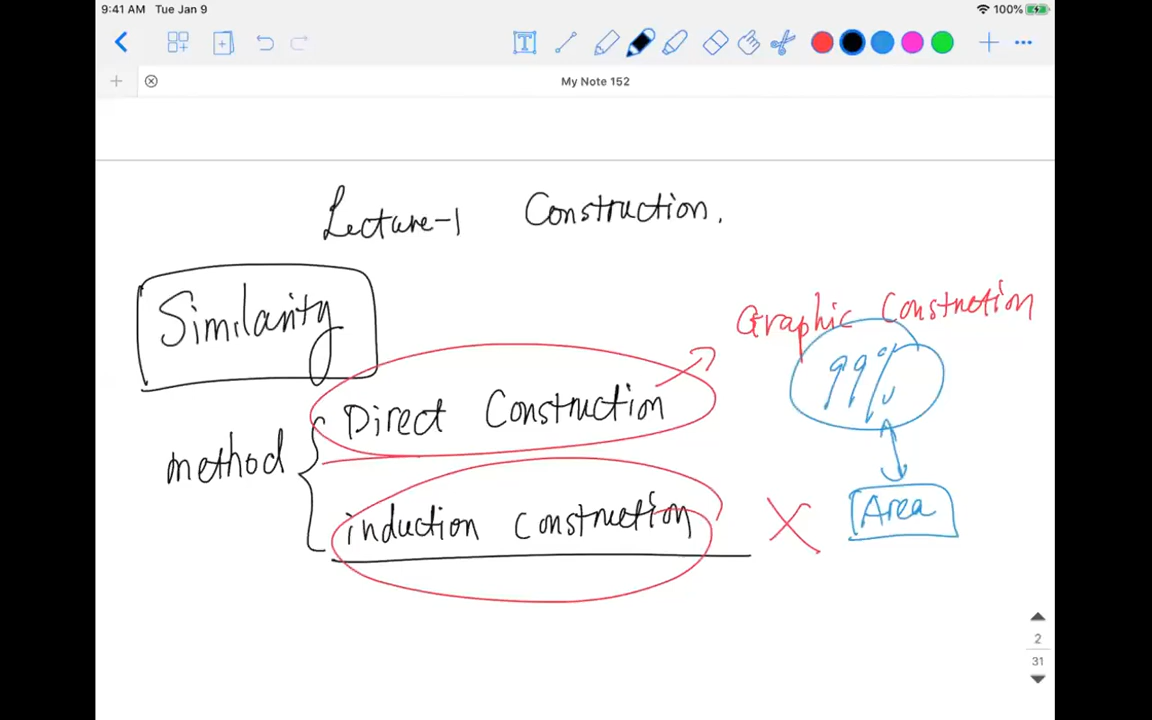 9:41 AM Tue Jan 9
100%
My Note 152
Lecture-1 Construction.
Similarity
Graphic Construction
99%
Direct Construction
method
induction construction
Area
2
31